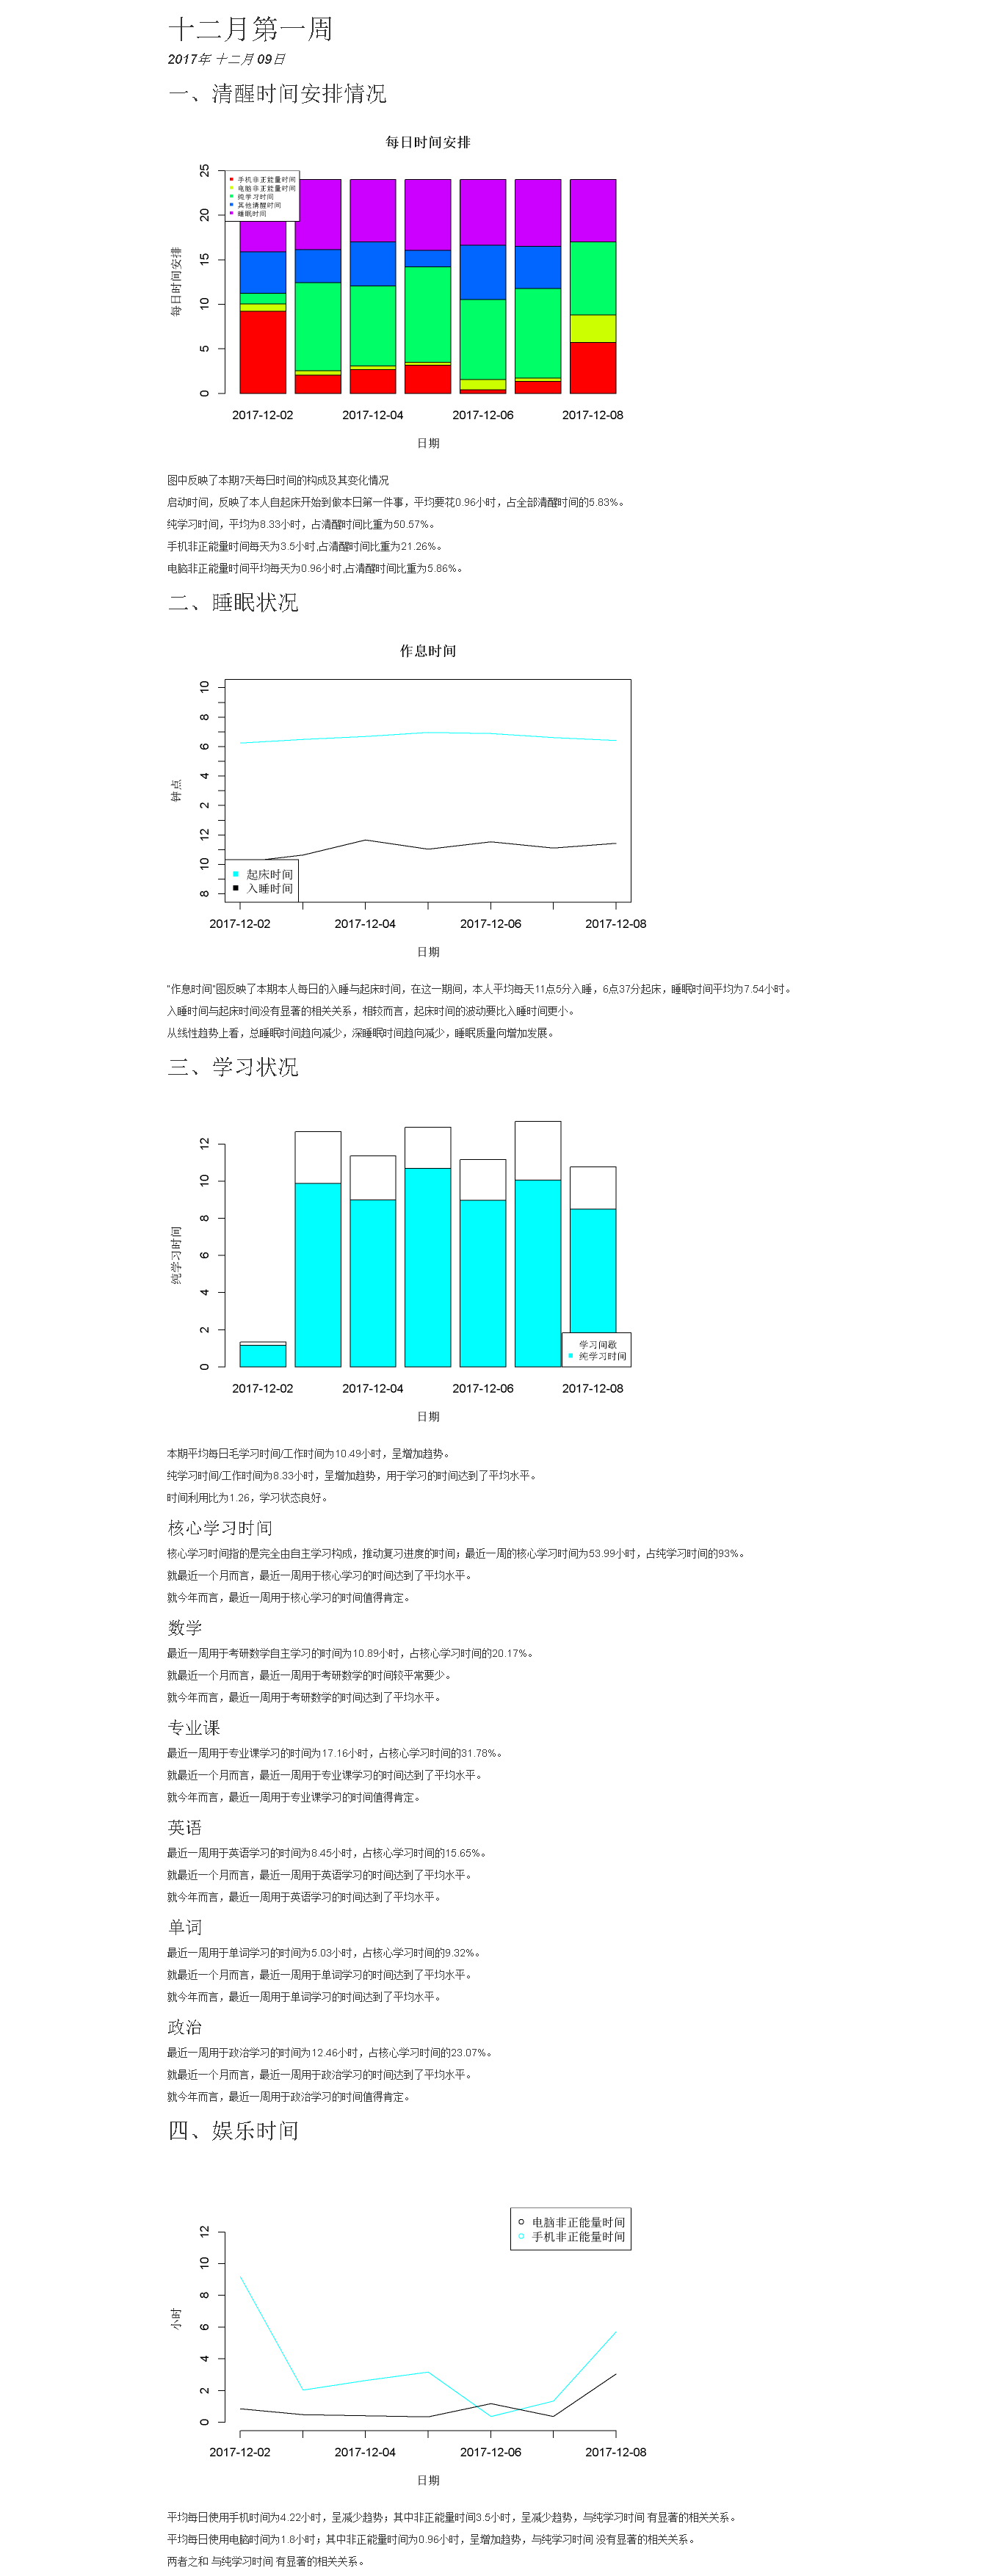 十二月第一周
2017年 十二月 09日
一、清醒时间安排情况
每日时间安排
25
20
15
10
5
0
每日时间安排
手机非正能量时间
电脑非正能量时间
纯学习时间
其他清醒时间
睡眠时间
2017-12-02 2017-12-04 2017-12-06 2017-12-08
日期
图中反映了本期7天每日时间的构成及其变化情况
启动时间，反映了本人自起床开始到做本日第一件事，平均要花0.96小时，占全部清醒时间的5.83%。
纯学习时间，平均为8.33小时，占清醒时间比重为50.57%。
手机非正能量时间每天为3.5小时,占清醒时间比重为21.26%。
电脑非正能量时间平均每天为0.96小时,占清醒时间比重为5.86%。
二、睡眠状况
作息时间
10
8
6
4
2
12
10
8
钟点
起床时间
入睡时间
2017-12-02 2017-12-04 2017-12-06 2017-12-08
日期
"作息时间"图反映了本期本人每日的入睡与起床时间，在这一期间，本人平均每天11点5分入睡，6点37分起床，睡眠时间平均为7.54小时。
入睡时间与起床时间没有显著的相关关系，相较而言，起床时间的波动要比入睡时间更小。
从线性趋势上看，总睡眠时间趋向减少，深睡眠时间趋向减少，睡眠质量向增加发展。
三、学习状况
12
10
8
6
4
2
0
纯学习时间
学习间歇
纯学习时间
2017-12-02 2017-12-04 2017-12-06 2017-12-08
日期
本期平均每日毛学习时间/工作时间为10.49小时，呈增加趋势。
纯学习时间/工作时间为8.33小时，呈增加趋势，用于学习的时间达到了平均水平。
时间利用比为1.26，学习状态良好。
核心学习时间
核心学习时间指的是完全由自主学习构成，推动复习进度的时间；最近一周的核心学习时间为53.99小时，占纯学习时间的93%。
就最近一个月而言，最近一周用于核心学习的时间达到了平均水平。
就今年而言，最近一周用于核心学习的时间值得肯定。
数学
最近一周用于考研数学自主学习的时间为10.89小时，占核心学习时间的20.17%。
就最近一个月而言，最近一周用于考研数学的时间较平常要少。
就今年而言，最近一周用于考研数学的时间达到了平均水平。
专业课
最近一周用于专业课学习的时间为17.16小时，占核心学习时间的31.78%。
就最近一个月而言，最近一周用于专业课学习的时间达到了平均水平。
就今年而言，最近一周用于专业课学习的时间值得肯定。
英语
最近一周用于英语学习的时间为8.45小时，占核心学习时间的15.65%。
就最近一个月而言，最近一周用于英语学习的时间达到了平均水平。
就今年而言，最近一周用于英语学习的时间达到了平均水平。
单词
最近一周用于单词学习的时间为5.03小时，占核心学习时间的9.32%。
就最近一个月而言，最近一周用于单词学习的时间达到了平均水平。
就今年而言，最近一周用于单词学习的时间达到了平均水平。
政治
最近一周用于政治学习的时间为12.46小时，占核心学习时间的23.07%。
就最近一个月而言，最近一周用于政治学习的时间达到了平均水平。
就今年而言，最近一周用于政治学习的时间值得肯定。
四、娱乐时间
电脑非正能量时间
手机非正能量时间
12
10
8
6
4
2
0
小时
2017-12-02 2017-12-04 2017-12-06 2017-12-08
日期
平均每日使用手机时间为4.22小时，呈减少趋势；其中非正能量时间3.5小时，呈减少趋势，与纯学习时间 有显著的相关关系。
平均每日使用电脑时间为1.8小时；其中非正能量时间为0.96小时，呈增加趋势，与纯学习时间 没有显著的相关关系。
两者之和 与纯学习时间 有显著的相关关系。